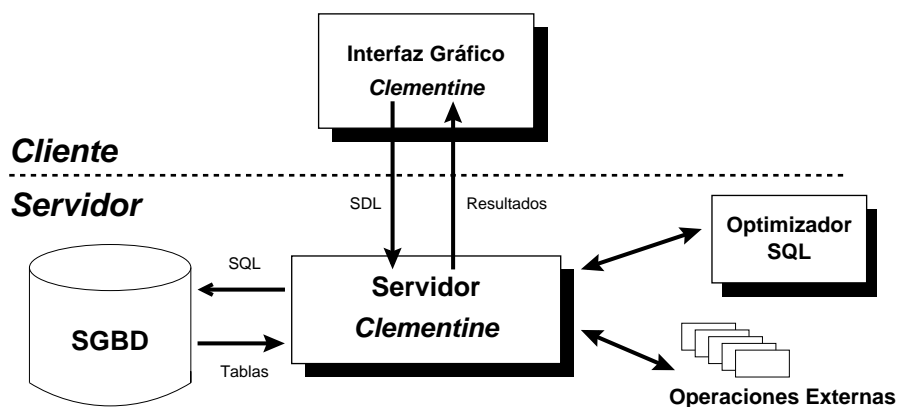 Interfaz Gráfico
Clementine
Cliente
Servidor
SDL
Resultados
Optimizador
SQL
SQL
Servidor
Clementine
SGBD
Tablas
Operaciones Externas